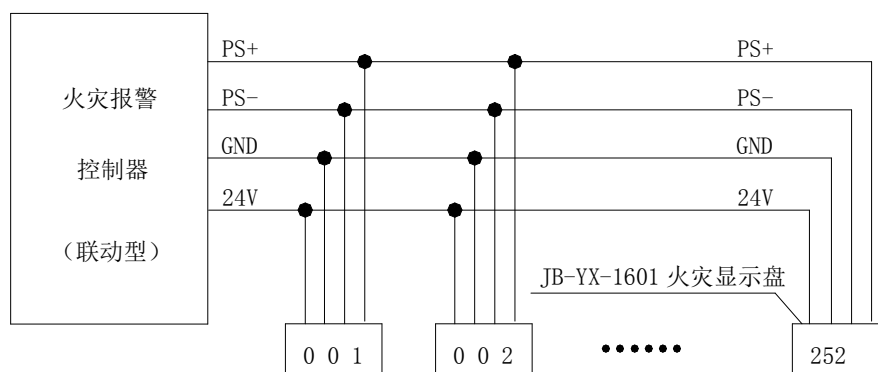 PS+
PS+
火灾报警
PS-
PS-
控制器
GND
GND
24V
24V
（联动型）
JB-YX-1601 火灾显示盘
0 0 1
0 0 2
••••••
252